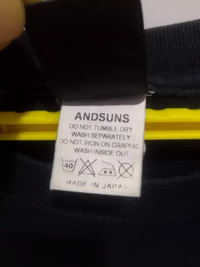 ANDSUNS
DO NOT TUMBLE DRY
WASH SEPARATELY
DO NOT IRON ON GRAPHIC
WASH INSIDE OUT
40
MADE IN JAPAN